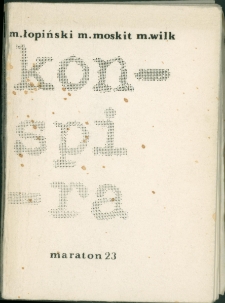 m.łopiński m.moskit m.wilk
kon-
spi
-ra
maraton 23